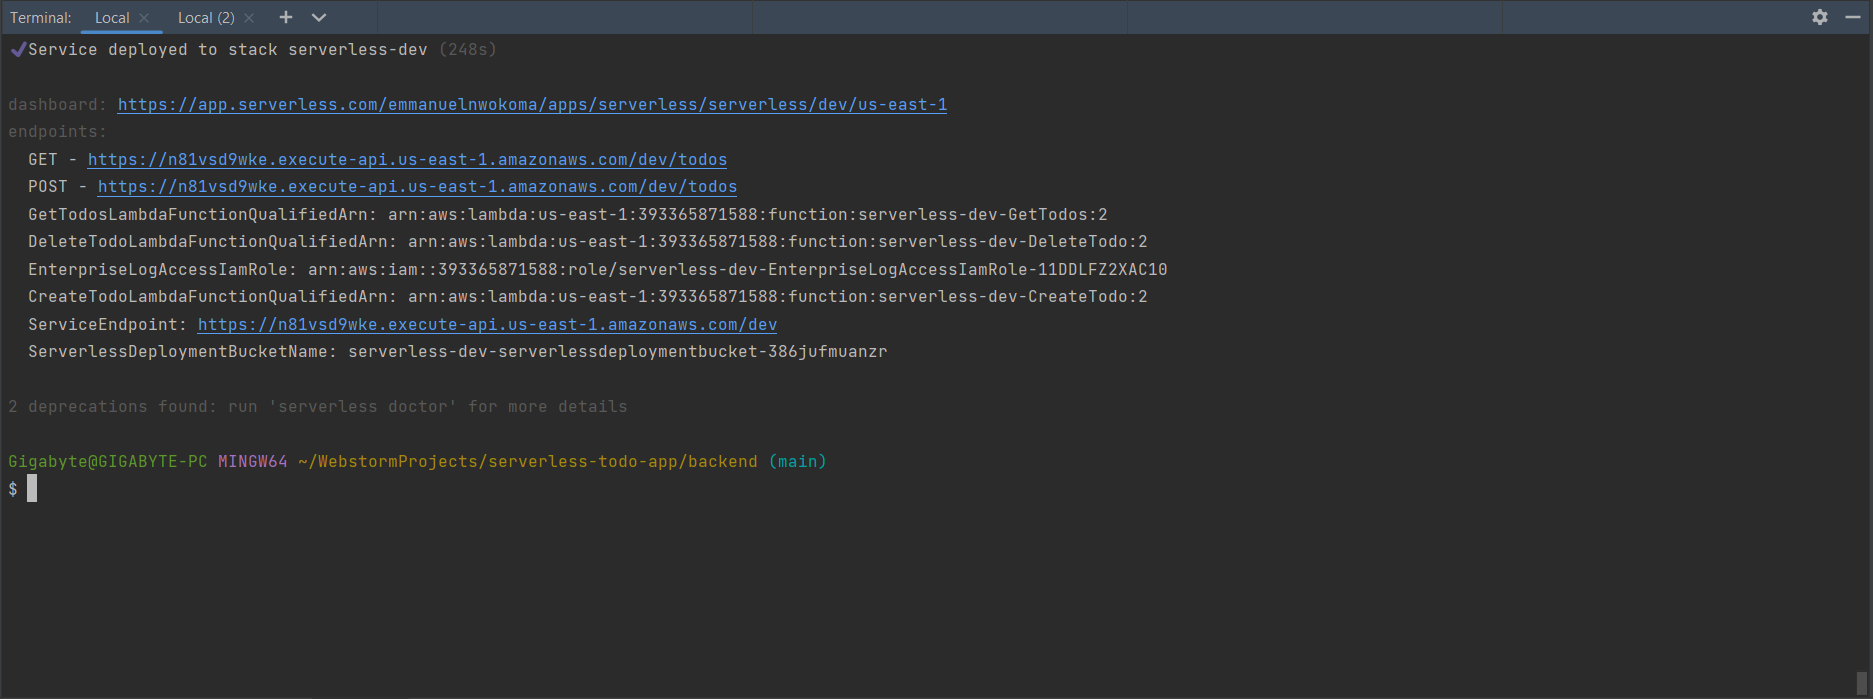 Terminal: Local × Local (2) × +
✔Service deployed to stack serverless-dev (248s)
dashboard: https://app.serverless.com/emmanuelnwokoma/apps/serverless/serverless/dev/us-east-1
endpoints:
GET - https://n81vsd9wke.execute-api.us-east-1.amazonaws.com/dev/todos
POST - https://n81vsd9wke.execute-api.us-east-1.amazonaws.com/dev/todos
GetTodosLambdaFunctionQualifiedArn: arn:aws:lambda:us-east-1:393365871588:function:serverless-dev-GetTodos:2
DeleteTodoLambdaFunctionQualifiedArn: arn:aws:lambda:us-east-1:393365871588:function:serverless-dev-DeleteTodo:2
EnterpriseLogAccessIamRole: arn:aws:iam::393365871588:role/serverless-dev-EnterpriseLogAccessIamRole-11DDLFZ2XAC10
CreateTodoLambdaFunctionQualifiedArn: arn:aws:lambda:us-east-1:393365871588:function:serverless-dev-CreateTodo:2
ServiceEndpoint: https://n81vsd9wke.execute-api.us-east-1.amazonaws.com/dev
ServerlessDeploymentBucketName: serverless-dev-serverlessdeploymentbucket-386jufmuanzr
2 deprecations found: run 'serverless doctor' for more details
Gigabyte@GIGABYTE-PC MINGW64 ~/WebstormProjects/serverless-todo-app/backend (main)
$